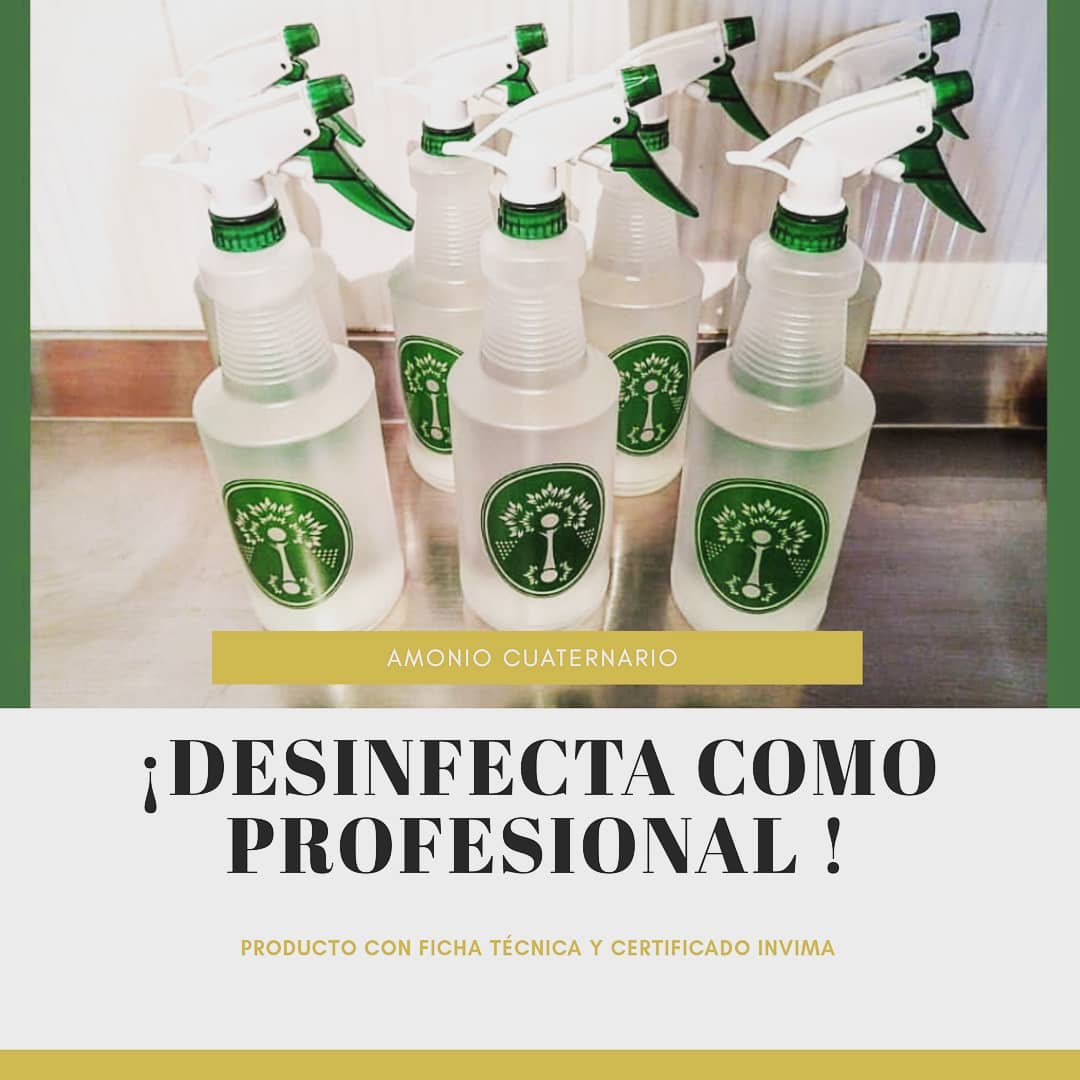 AMONIO CUATERNARIO
¡DESINFECTA COMO
PROFESIONAL !
PRODUCTO CON FICHA TÉCNICA Y CERTIFICADO INVIMA